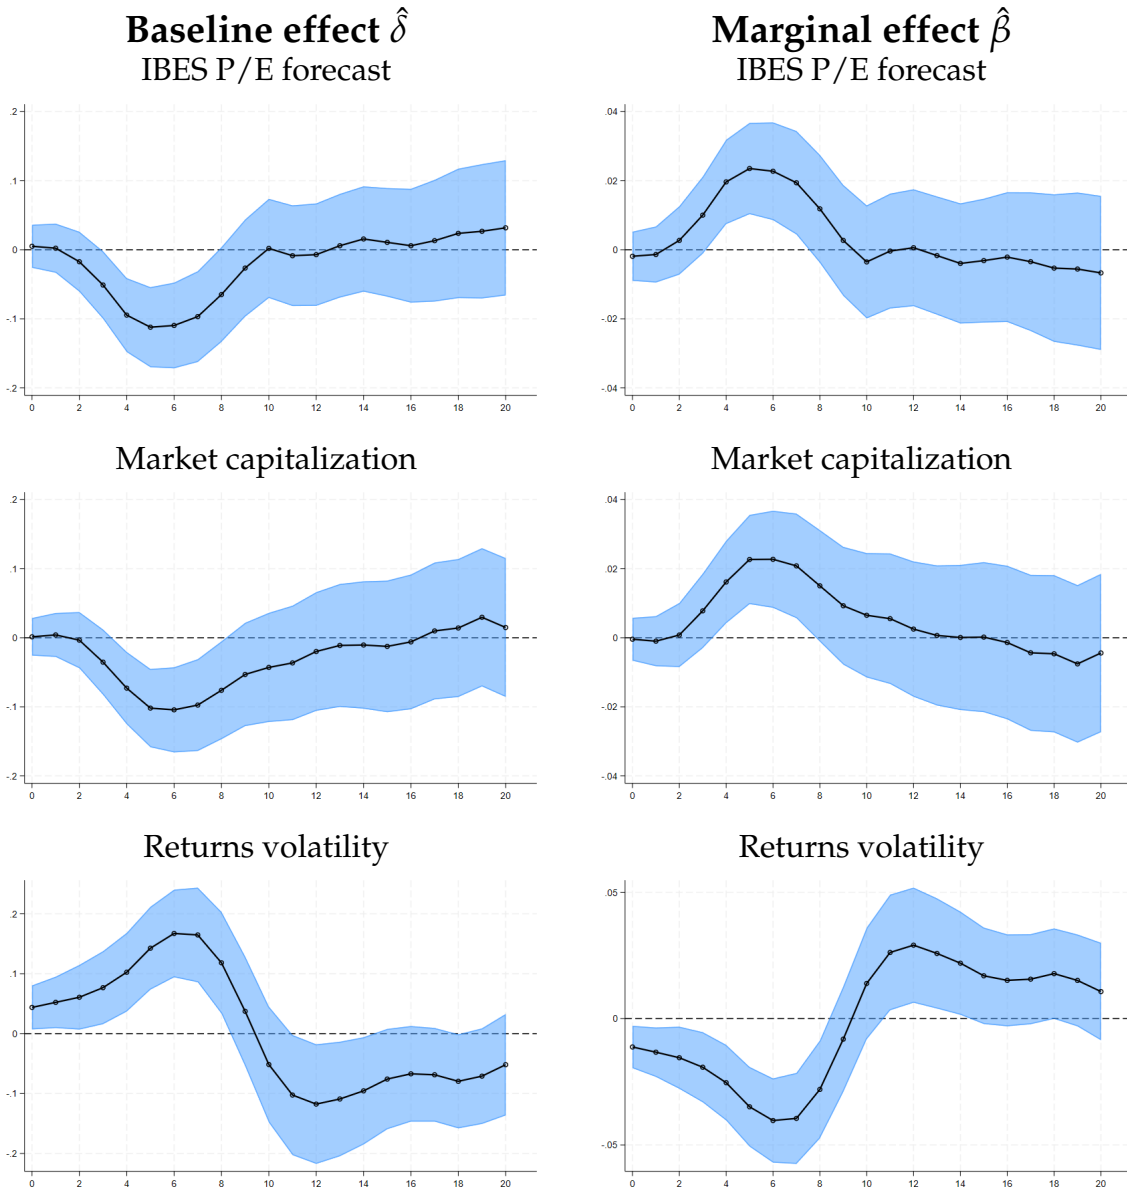 Baseline effect δ̂
IBES P/E forecast
.2
.1
0
-.1
-.2
0 2 4 6 8 10 12 14 16 18 20
Marginal effect β̂
IBES P/E forecast
.04
.02
0
-.02
-.04
0 2 4 6 8 10 12 14 16 18 20
Market capitalization
.2
.1
0
-.1
-.2
0 2 4 6 8 10 12 14 16 18 20
Market capitalization
.04
.02
0
-.02
-.04
0 2 4 6 8 10 12 14 16 18 20
Returns volatility
.2
.1
0
-.1
-.2
0 2 4 6 8 10 12 14 16 18 20
Returns volatility
.05
0
-.05
0 2 4 6 8 10 12 14 16 18 20